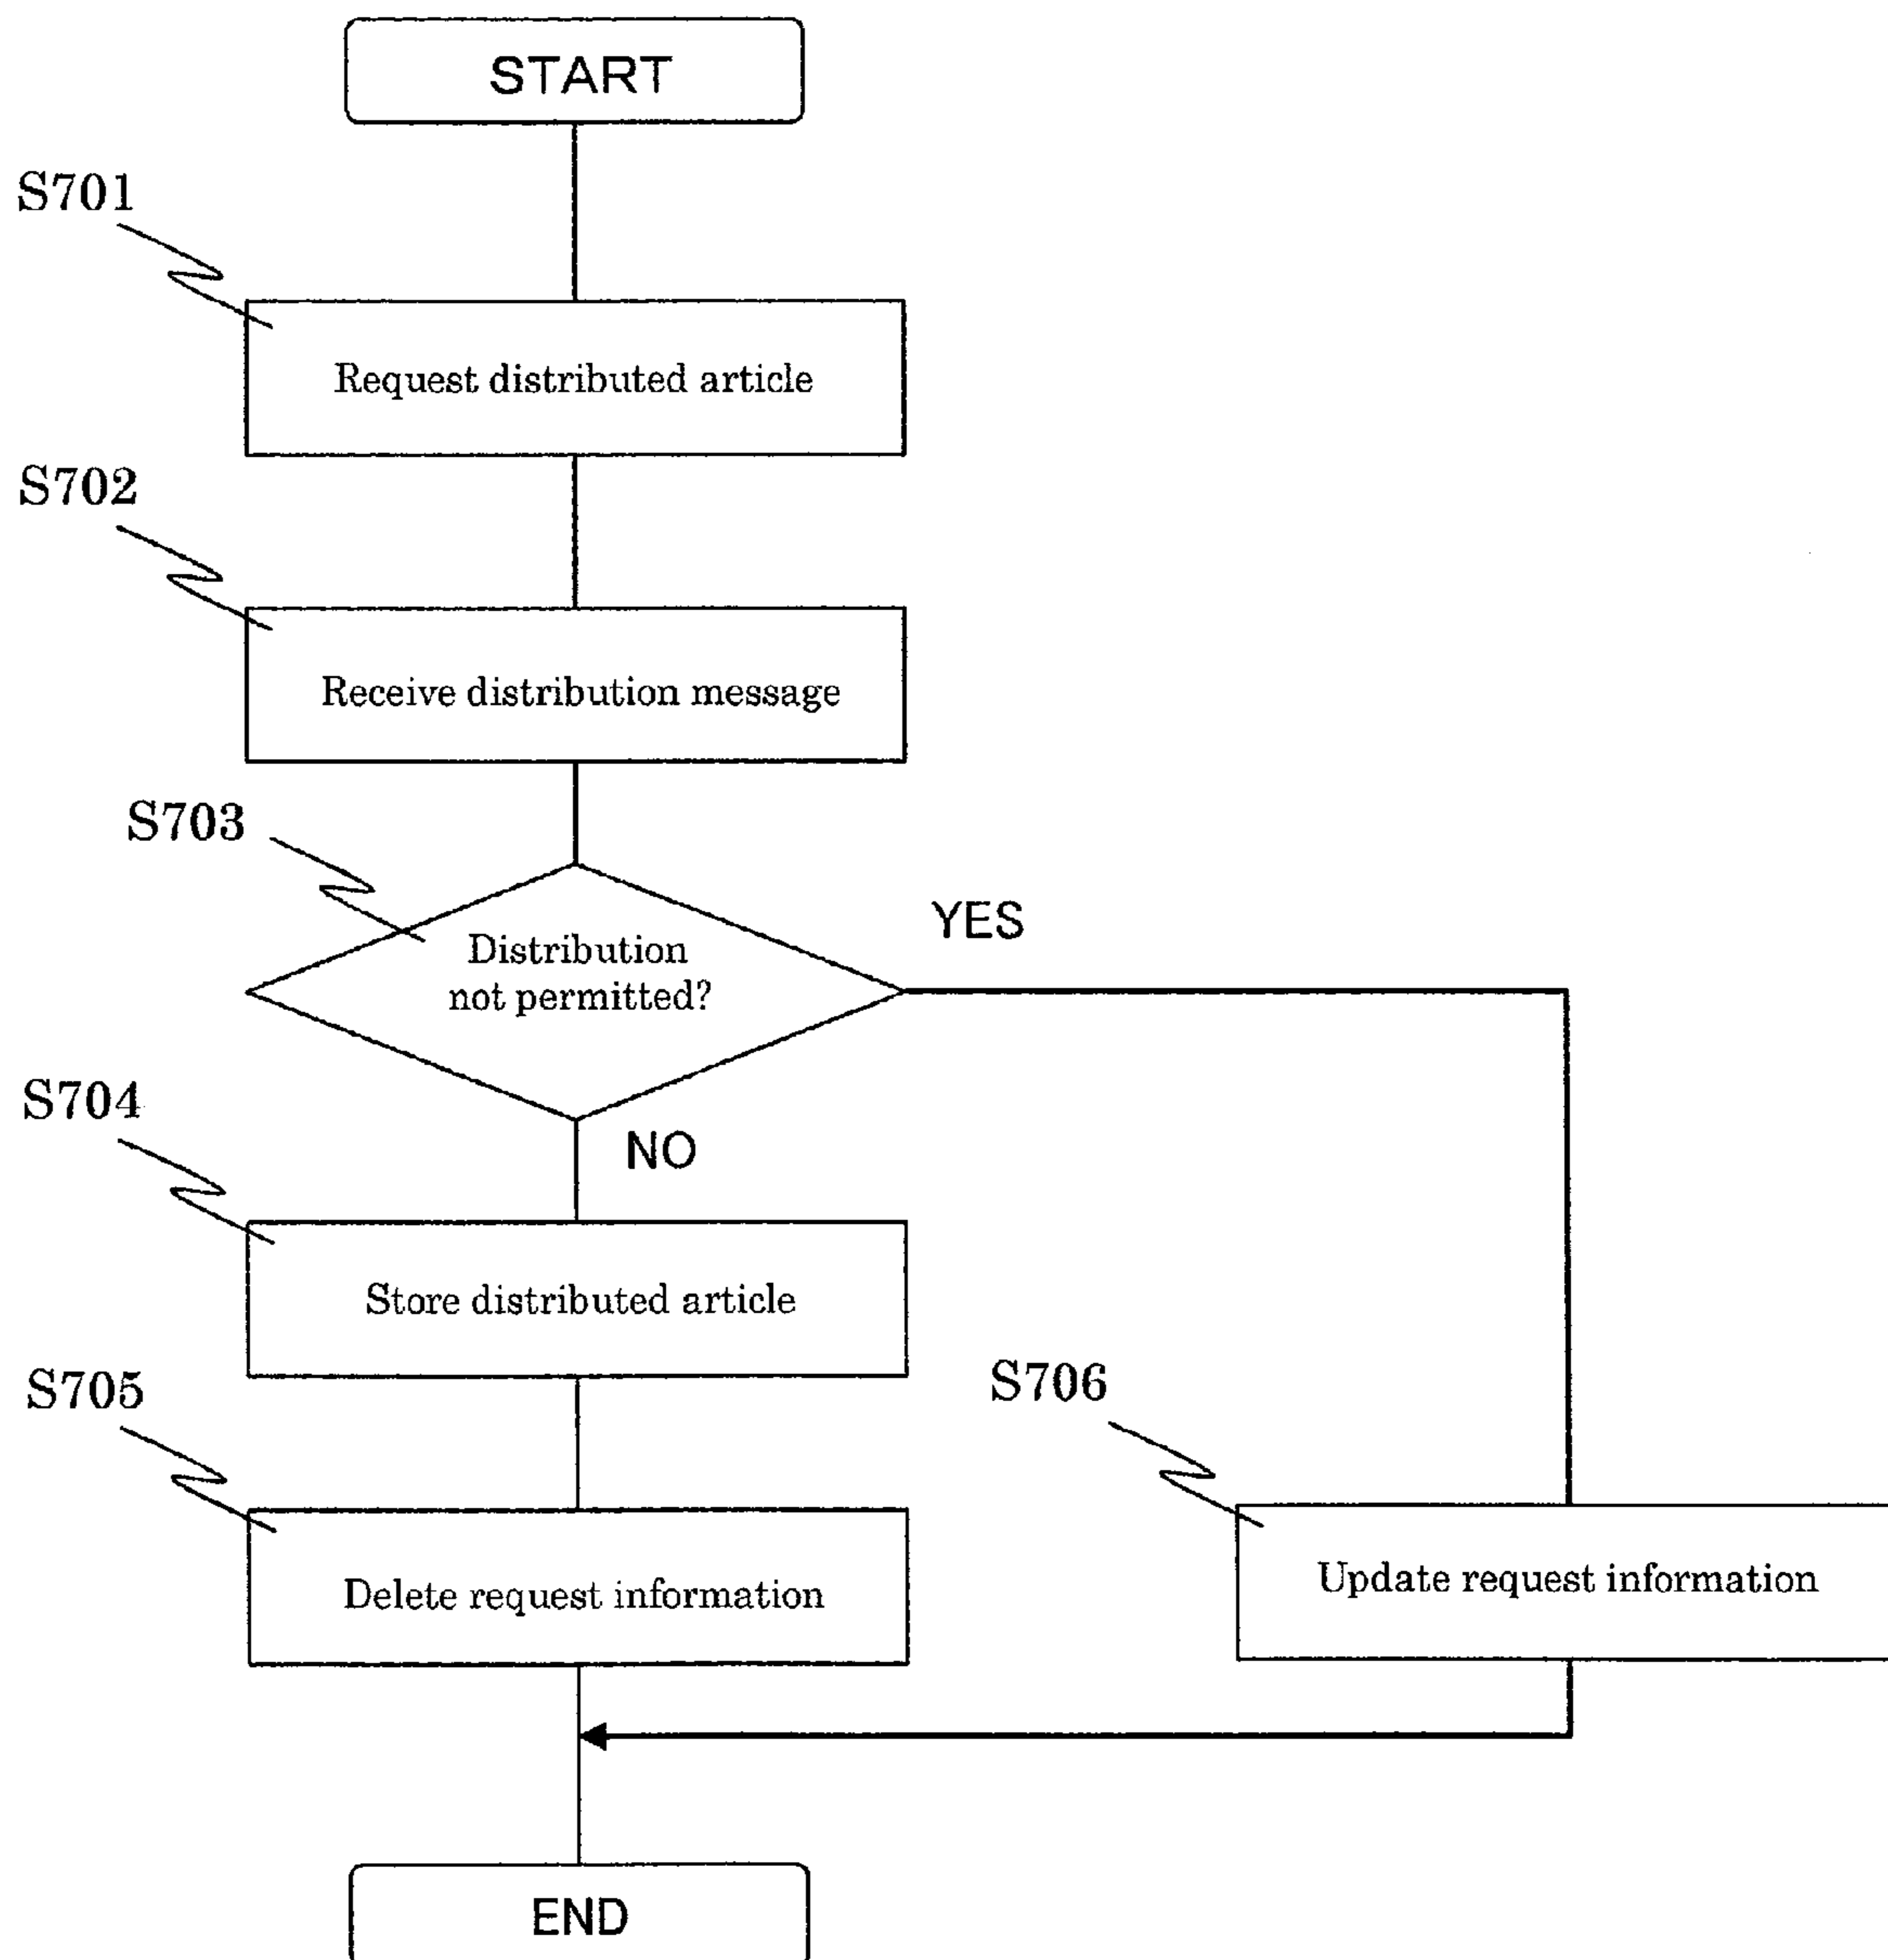 START
S701
Request distributed article
S702
Receive distribution message
S703
Distribution
not permitted?
YES
NO
S704
Store distributed article
S705
Delete request information
S706
Update request information
END